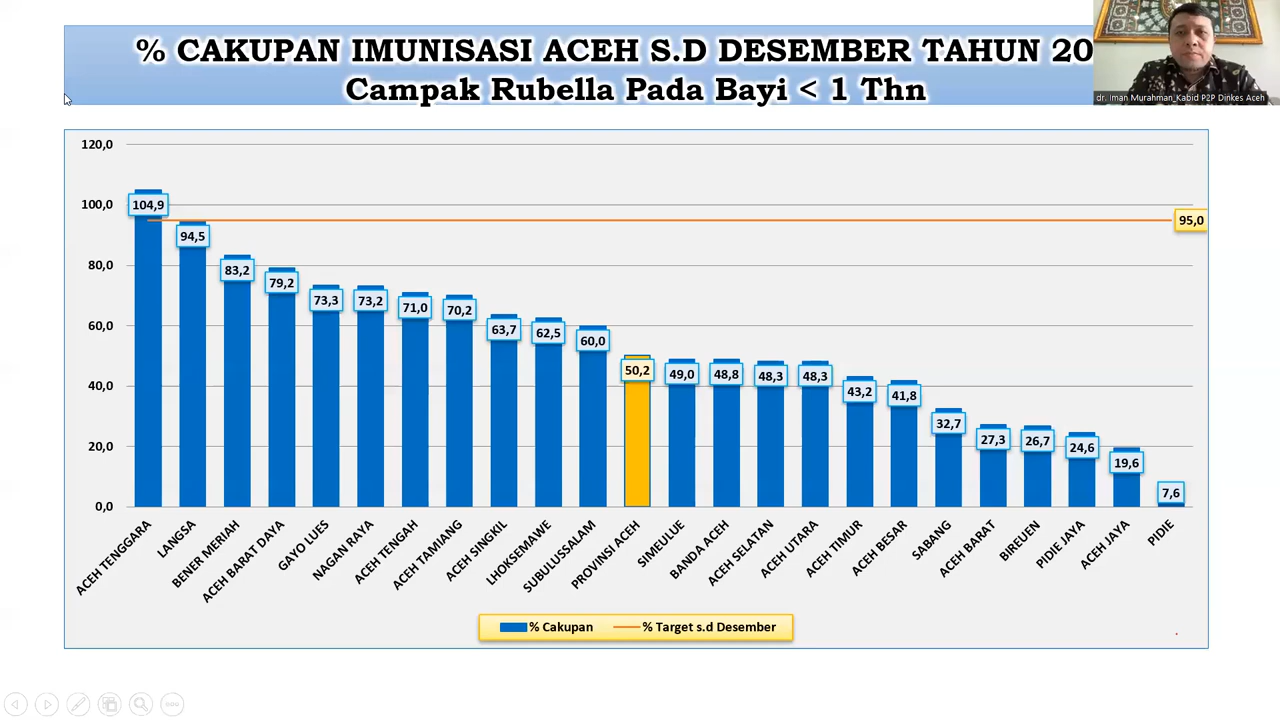 % CAKUPAN IMUNISASI ACEH S.D DESEMBER TAHUN 20
Campak Rubella Pada Bayi < 1 Thn
dr. Iman Murahman_Kabid P2P Dinkes Aceh
120,0
100,0
80,0
60,0
40,0
20,0
0,0
104,9
94,5
83,2
79,2
73,3
73,2
71,0
70,2
63,7
62,5
60,0
50,2
49,0
48,8
48,3
48,3
43,2
41,8
32,7
27,3
26,7
24,6
19,6
7,6
95,0
ACEH TENGGARA
LANGSA
BENER MERIAH
ACEH BARAT DAYA
GAYO LUES
NAGAN RAYA
ACEH TENGAH
ACEH TAMIANG
ACEH SINGKIL
LHOKSEMAWE
SUBULUSSALAM
PROVINSI ACEH
SIMEULUE
BANDA ACEH
ACEH SELATAN
ACEH UTARA
ACEH TIMUR
ACEH BESAR
SABANG
ACEH BARAT
BIREUEN
PIDIE JAYA
ACEH JAYA
PIDIE
% Cakupan
% Target s.d Desember